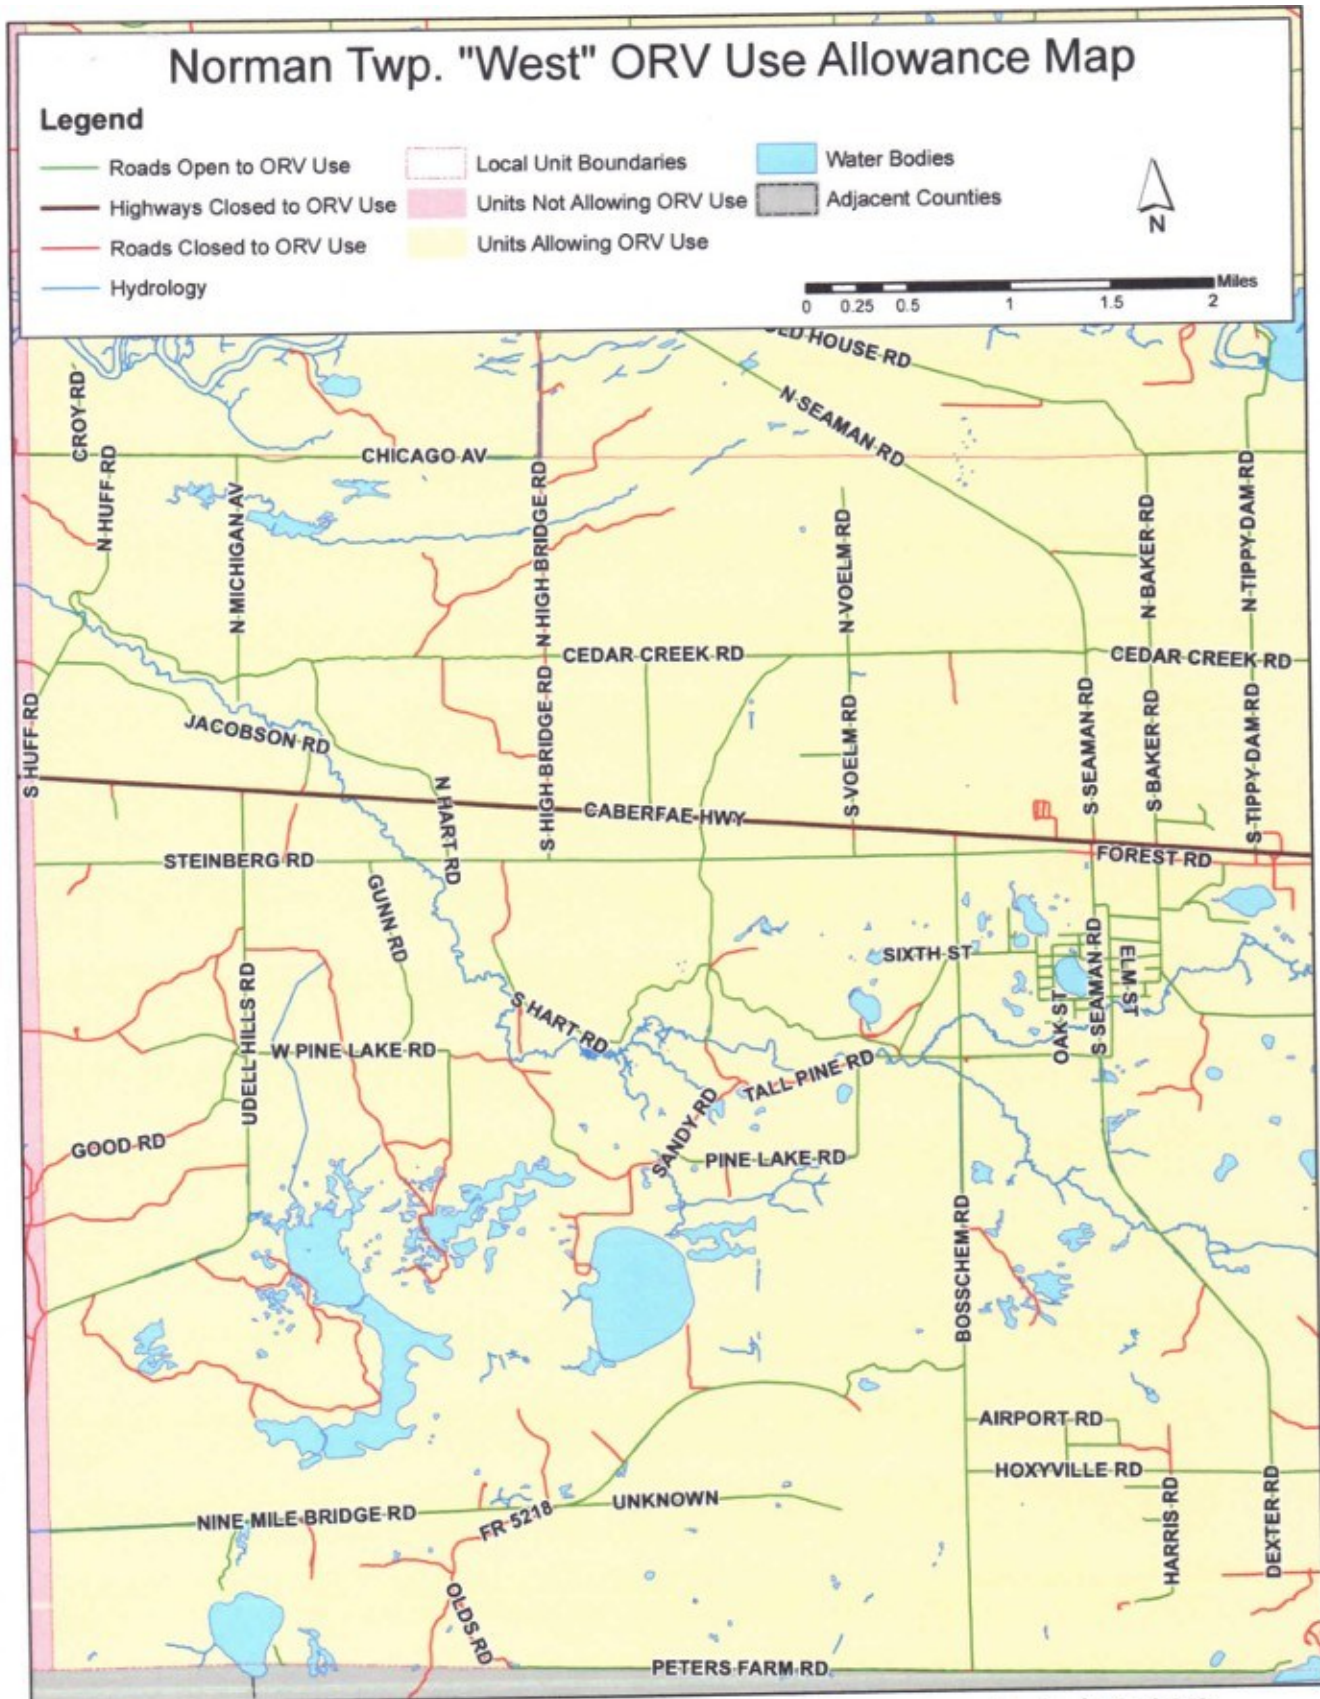 Norman Twp. "West" ORV Use Allowance Map
Legend
Roads Open to ORV Use
Highways Closed to ORV Use
Roads Closed to ORV Use
Hydrology
Local Unit Boundaries
Units Not Allowing ORV Use
Units Allowing ORV Use
Water Bodies
Adjacent Counties
N
0 0.25 0.5 1 1.5 2 Miles
HOUSE RD
CROY RD
N SEAMAN RD
CHICAGO AV
N HUFF RD
N MICHIGAN AV
N HIGH BRIDGE RD
N VOELM RD
N BAKER RD
N TIPPY DAM RD
CEDAR CREEK RD
CEDAR CREEK RD
S HUFF RD
JACOBSON RD
S HIGH BRIDGE RD
S VOELM RD
S SEAMAN RD
S BAKER RD
S TIPPY DAM RD
N HART RD
CABERFAE HWY
STEINBERG RD
FOREST RD
GUNN RD
SIXTH ST
S SEAMAN RD
ELM ST
OAK ST
UDELL HILLS RD
S HART RD
W PINE LAKE RD
TALL PINE RD
SANDY RD
GOOD RD
PINE LAKE RD
BOSSCHEM RD
AIRPORT RD
HOXYVILLE RD
HARRIS RD
DEXTER RD
UNKNOWN
NINE MILE BRIDGE RD
FR 5218
OLDS RD
PETERS FARM RD